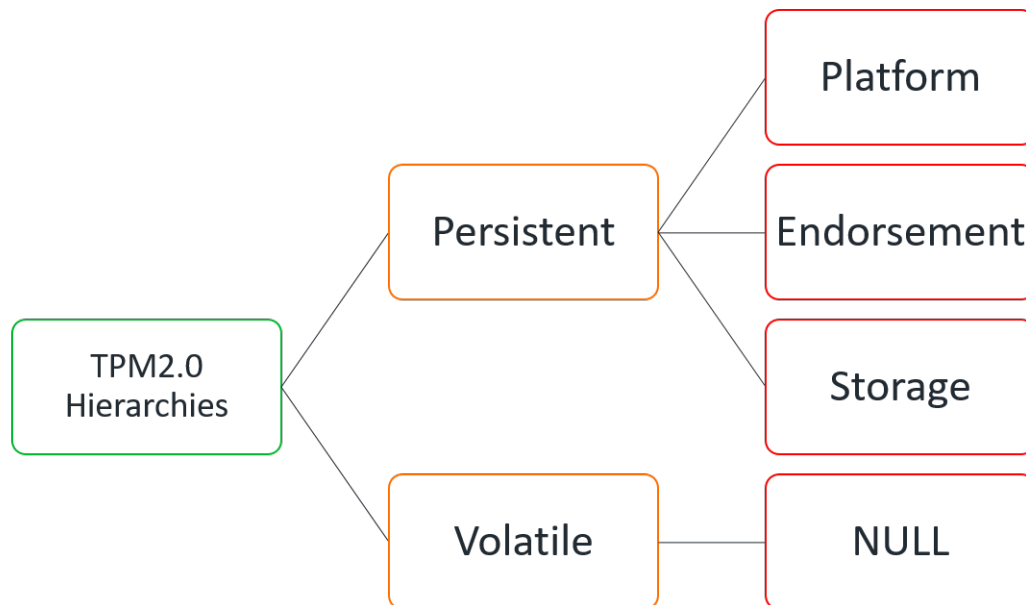 TPM2.0
Hierarchies
Persistent
Volatile
Platform
Endorsement
Storage
NULL